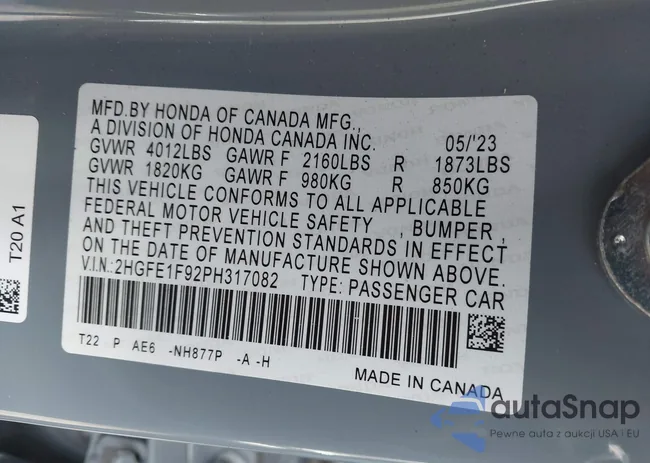 MFD.BY HONDA OF CANADA MFG.,
A DIVISION OF HONDA CANADA INC. 05/'23
GVWR 4012LBS GAWR F 2160LBS R 1873LBS
GVWR 1820KG GAWR F 980KG R 850KG
THIS VEHICLE CONFORMS TO ALL APPLICABLE
FEDERAL MOTOR VEHICLE SAFETY , BUMPER ,
AND THEFT PREVENTION STANDARDS IN EFFECT
ON THE DATE OF MANUFACTURE SHOWN ABOVE.
V.I.N.:2HGFE1F92PH317082 TYPE: PASSENGER CAR
T22 P AE6 -NH877P -A -H
MADE IN CANADA
T20 A1
autaSnap
Pewne auta z aukcji USA i EU